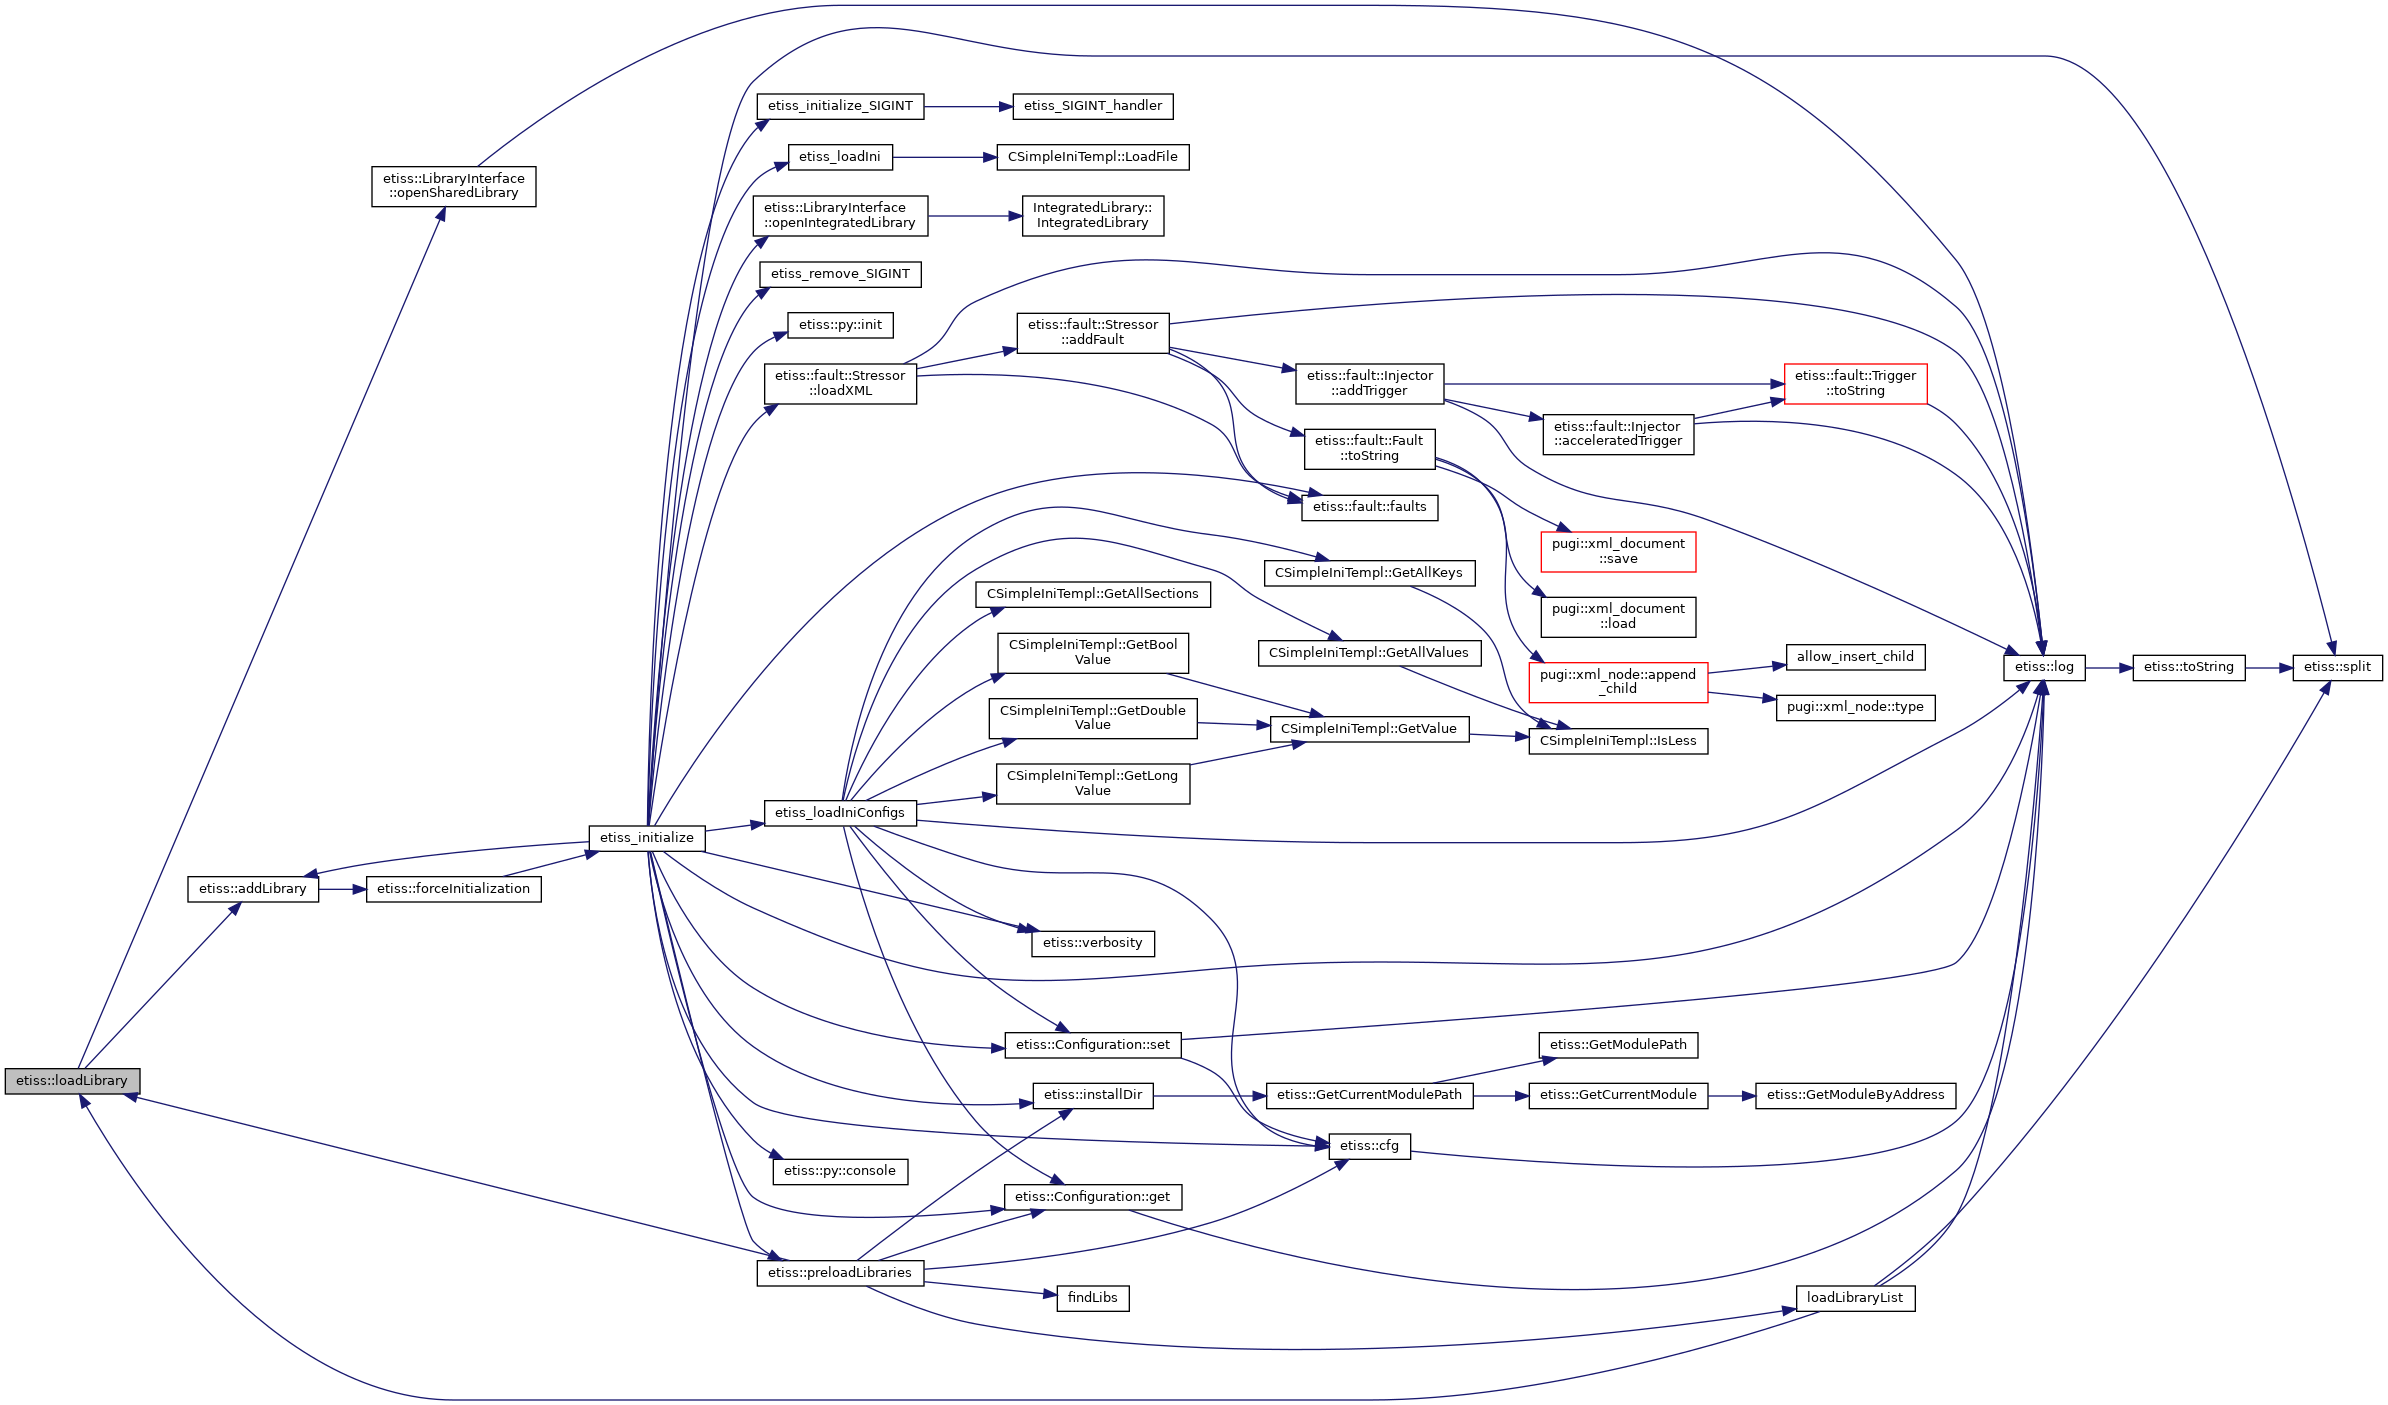 etiss::loadLibrary
etiss::LibraryInterface
::openSharedLibrary
etiss::addLibrary
etiss::forceInitialization
etiss_initialize
etiss_initialize_SIGINT
etiss_SIGINT_handler
etiss_loadIni
CSimpleIniTempl::LoadFile
etiss::LibraryInterface
::openIntegratedLibrary
IntegratedLibrary::
IntegratedLibrary
etiss_remove_SIGINT
etiss::py::init
etiss::fault::Stressor
::loadXML
etiss::fault::Stressor
::addFault
etiss::fault::Injector
::addTrigger
etiss::fault::Trigger
::toString
etiss::fault::Injector
::acceleratedTrigger
etiss::fault::Fault
::toString
etiss::fault::faults
pugi::xml_document
::save
pugi::xml_document
::load
pugi::xml_node::append
_child
allow_insert_child
pugi::xml_node::type
CSimpleIniTempl::GetAllKeys
CSimpleIniTempl::GetAllSections
CSimpleIniTempl::GetBool
Value
CSimpleIniTempl::GetAllValues
CSimpleIniTempl::GetDouble
Value
CSimpleIniTempl::GetValue
CSimpleIniTempl::IsLess
CSimpleIniTempl::GetLong
Value
etiss_loadIniConfigs
etiss::log
etiss::toString
etiss::split
etiss::verbosity
etiss::Configuration::set
etiss::GetModulePath
etiss::installDir
etiss::GetCurrentModulePath
etiss::GetCurrentModule
etiss::GetModuleByAddress
etiss::cfg
etiss::py::console
etiss::Configuration::get
etiss::preloadLibraries
findLibs
loadLibraryList